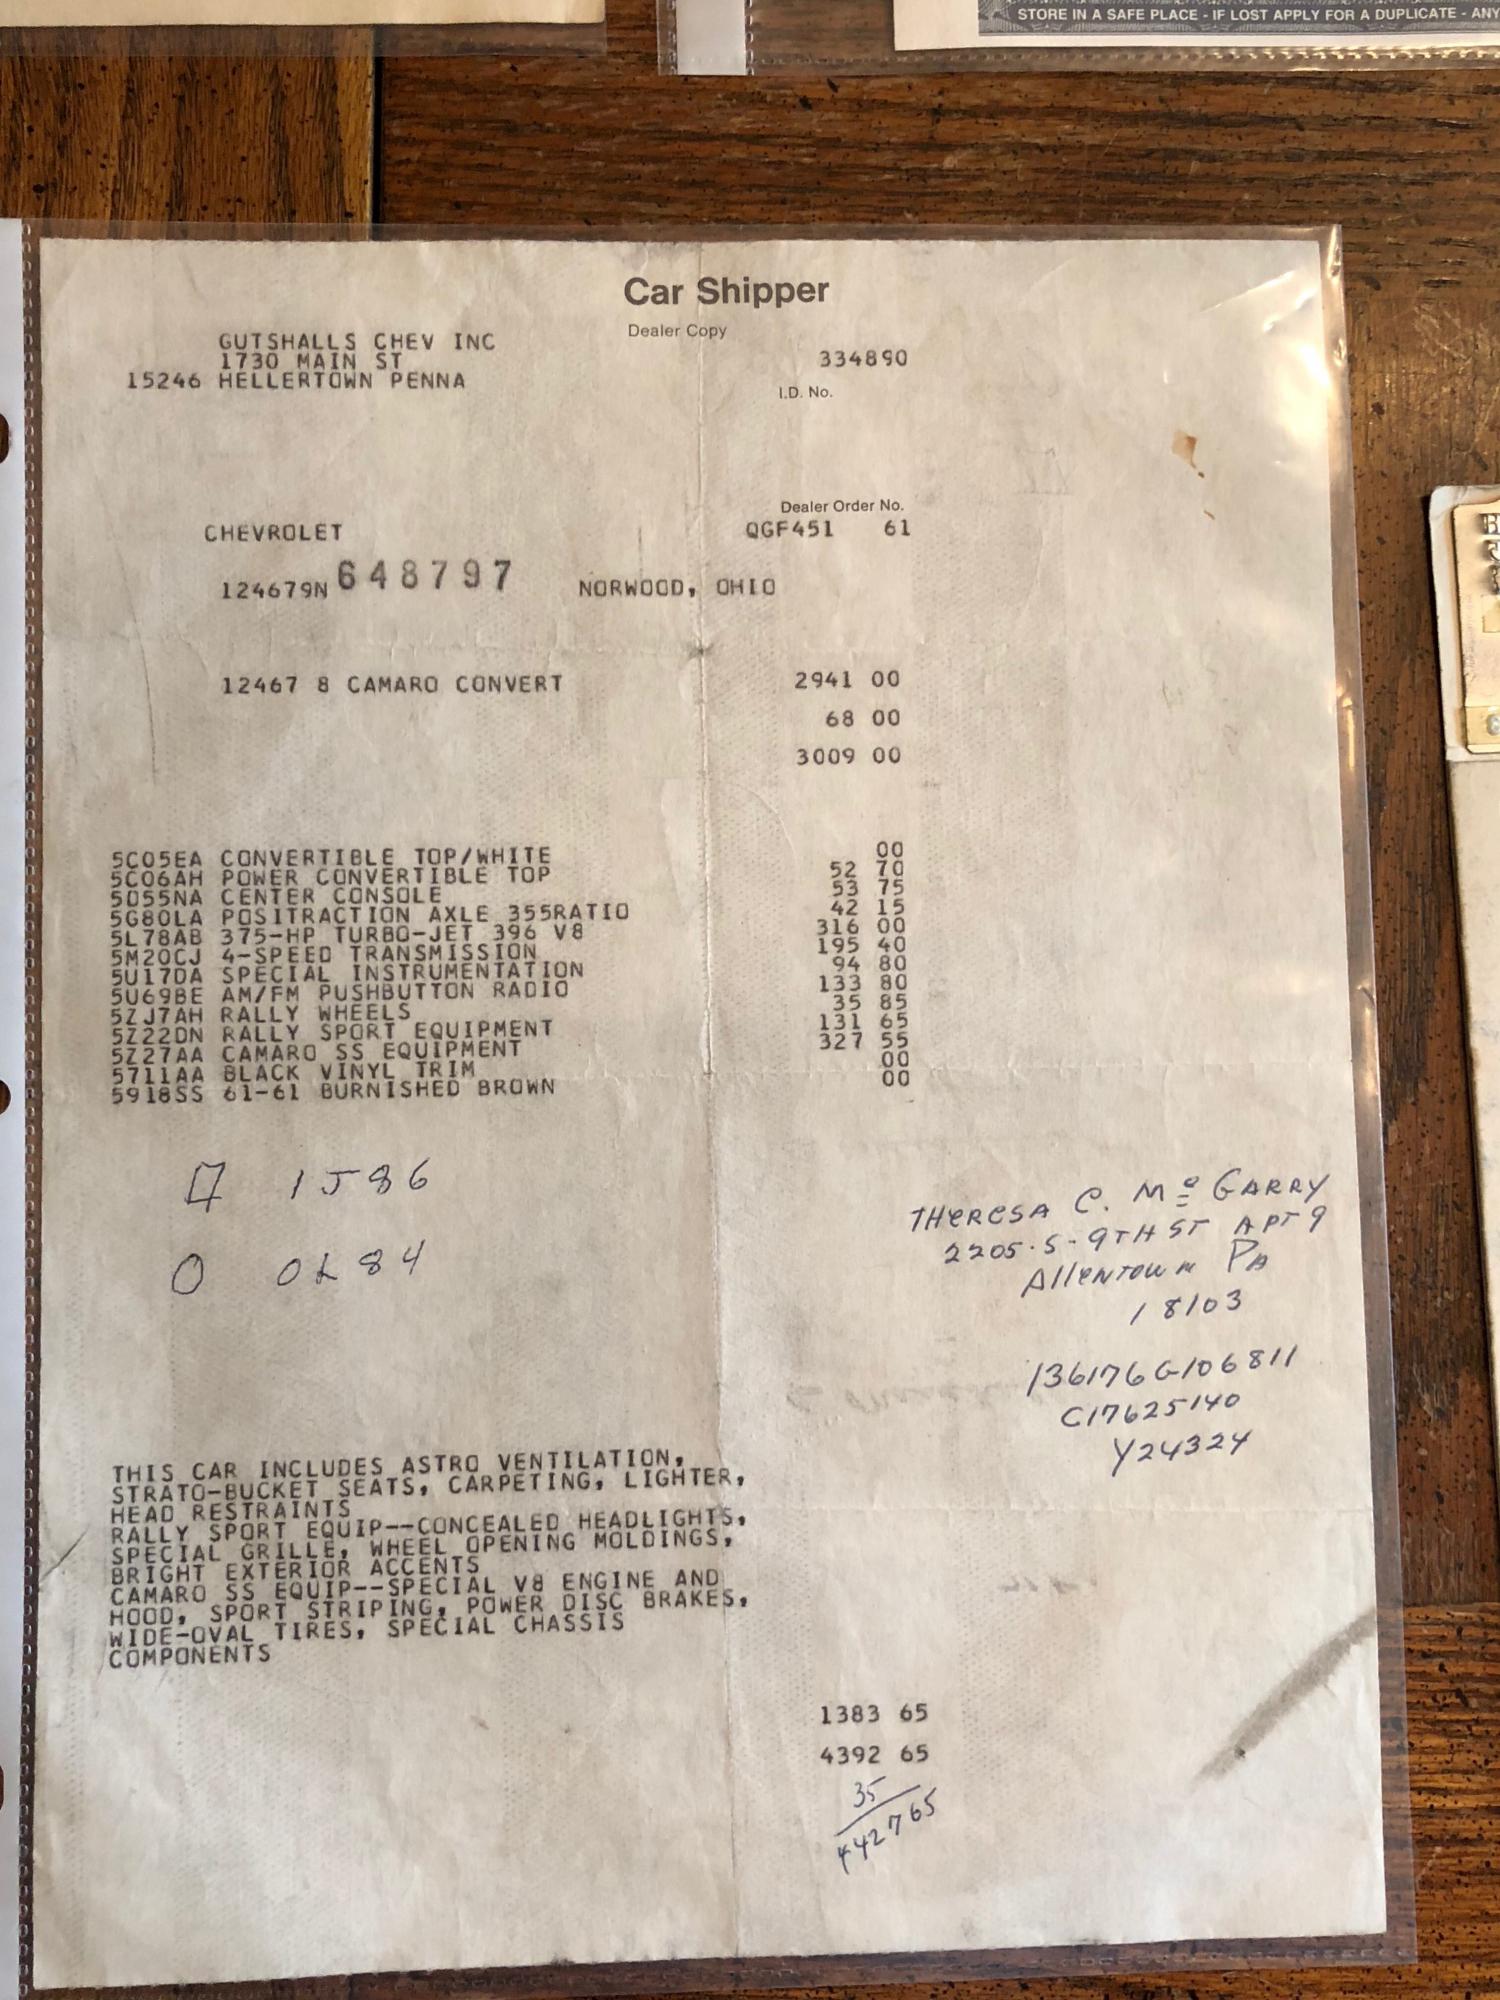 STORE IN A SAFE PLACE - IF LOST APPLY FOR A DUPLICATE - ANY
Car Shipper
Dealer Copy
GUTSHALLS CHEV INC
1730 MAIN ST
15246 HELLERTOWN PENNA
334890
I.D. No.
Dealer Order No.
CHEVROLET QGF451 61
124679N 648797 NORWOOD, OHIO
12467 8 CAMARO CONVERT 2941 00
68 00
3009 00
5C05EA CONVERTIBLE TOP/WHITE 00
5C06AH POWER CONVERTIBLE TOP 52 70
5D55NA CENTER CONSOLE 53 75
5G80LA POSITRACTION AXLE 355RATIO 42 15
5L78AB 375-HP TURBO-JET 396 V8 316 00
5M20CJ 4-SPEED TRANSMISSION 195 40
5U17DA SPECIAL INSTRUMENTATION 94 80
5U69BE AM/FM PUSHBUTTON RADIO 133 80
5ZJ7AH RALLY WHEELS 35 85
5Z22DN RALLY SPORT EQUIPMENT 131 65
5Z27AA CAMARO SS EQUIPMENT 327 55
5711AA BLACK VINYL TRIM 00
5918SS 61-61 BURNISHED BROWN 00
1J86
0L84
THERESA C. Mc GARRY
2205·S·9TH ST APT 9
Allentown PA
18103
136176G106811
C17625140
Y24324
THIS CAR INCLUDES ASTRO VENTILATION,
STRATO-BUCKET SEATS, CARPETING, LIGHTER,
HEAD RESTRAINTS
RALLY SPORT EQUIP--CONCEALED HEADLIGHTS,
SPECIAL GRILLE, WHEEL OPENING MOLDINGS,
BRIGHT EXTERIOR ACCENTS
CAMARO SS EQUIP--SPECIAL V8 ENGINE AND
HOOD, SPORT STRIPING, POWER DISC BRAKES,
WIDE-OVAL TIRES, SPECIAL CHASSIS
COMPONENTS
1383 65
4392 65
35
442765